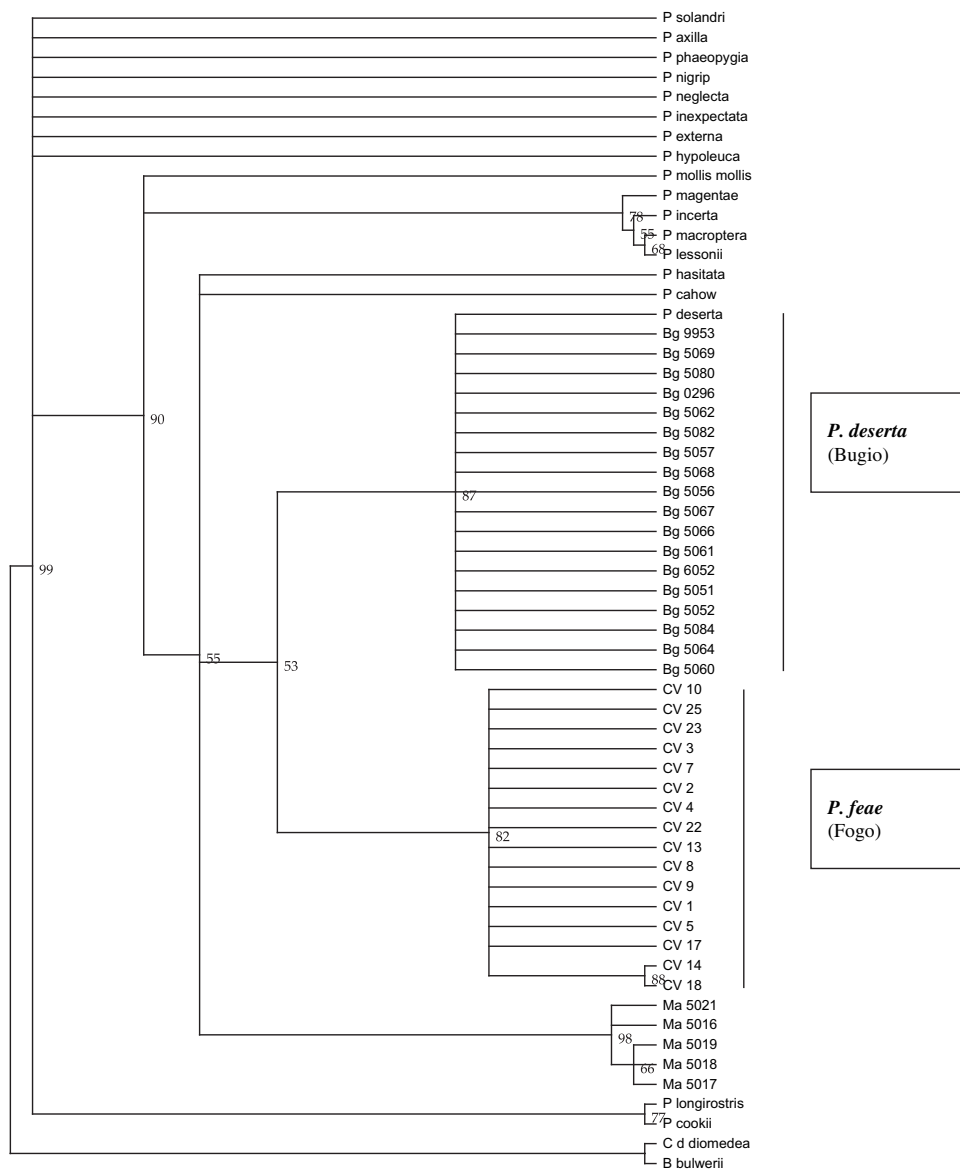 P solandri
P axilla
P phaeopygia
P nigrip
P neglecta
P inexpectata
P externa
P hypoleuca
P mollis mollis
P magentae
78 P incerta
55 P macroptera
68 P lessonii
P hasitata
P cahow
P deserta
Bg 9953
Bg 5069
Bg 5080
Bg 0296
Bg 5062
90
Bg 5082
P. deserta
(Bugio)
Bg 5057
Bg 5068
87 Bg 5056
Bg 5067
Bg 5066
Bg 5061
99 Bg 6052
Bg 5051
Bg 5052
Bg 5084
Bg 5064
55
53
Bg 5060
CV 10
CV 25
CV 23
CV 3
CV 7
CV 2
CV 4
P. feae
(Fogo)
CV 22
82 CV 13
CV 8
CV 9
CV 1
CV 5
CV 17
CV 14
88 CV 18
Ma 5021
Ma 5016
98 Ma 5019
66 Ma 5018
Ma 5017
P longirostris
77 P cookii
C d diomedea
B bulwerii